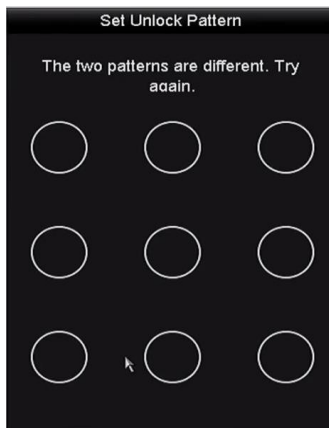 Set Unlock Pattern
The two patterns are different. Try
again.